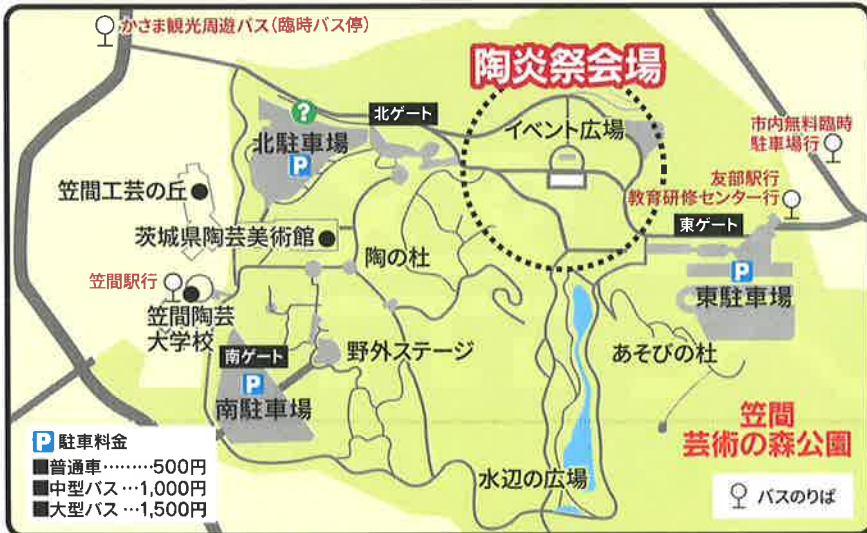 かさま観光周遊バス(臨時バス停)
陶炎祭会場
北ゲート
イベント広場
?
北駐車場
P
市内無料臨時
駐車場行
友部駅行
教育研修センター行
笠間工芸の丘
茨城県陶芸美術館
東ゲート
陶の杜
P
東駐車場
笠間駅行
笠間陶芸
大学校
南ゲート
野外ステージ
あそびの杜
P
南駐車場
笠間
芸術の森公園
P 駐車料金
■普通車………500円
■中型バス…1,000円
■大型バス…1,500円
水辺の広場
バスのりば